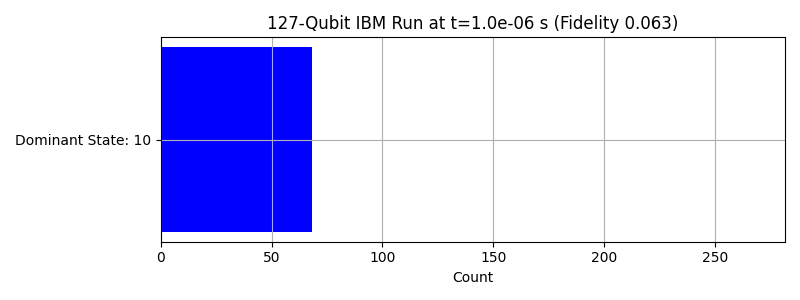 127-Qubit IBM Run at t=1.0e-06 s (Fidelity 0.063)
Dominant State: 10
0 50 100 150 200 250
Count